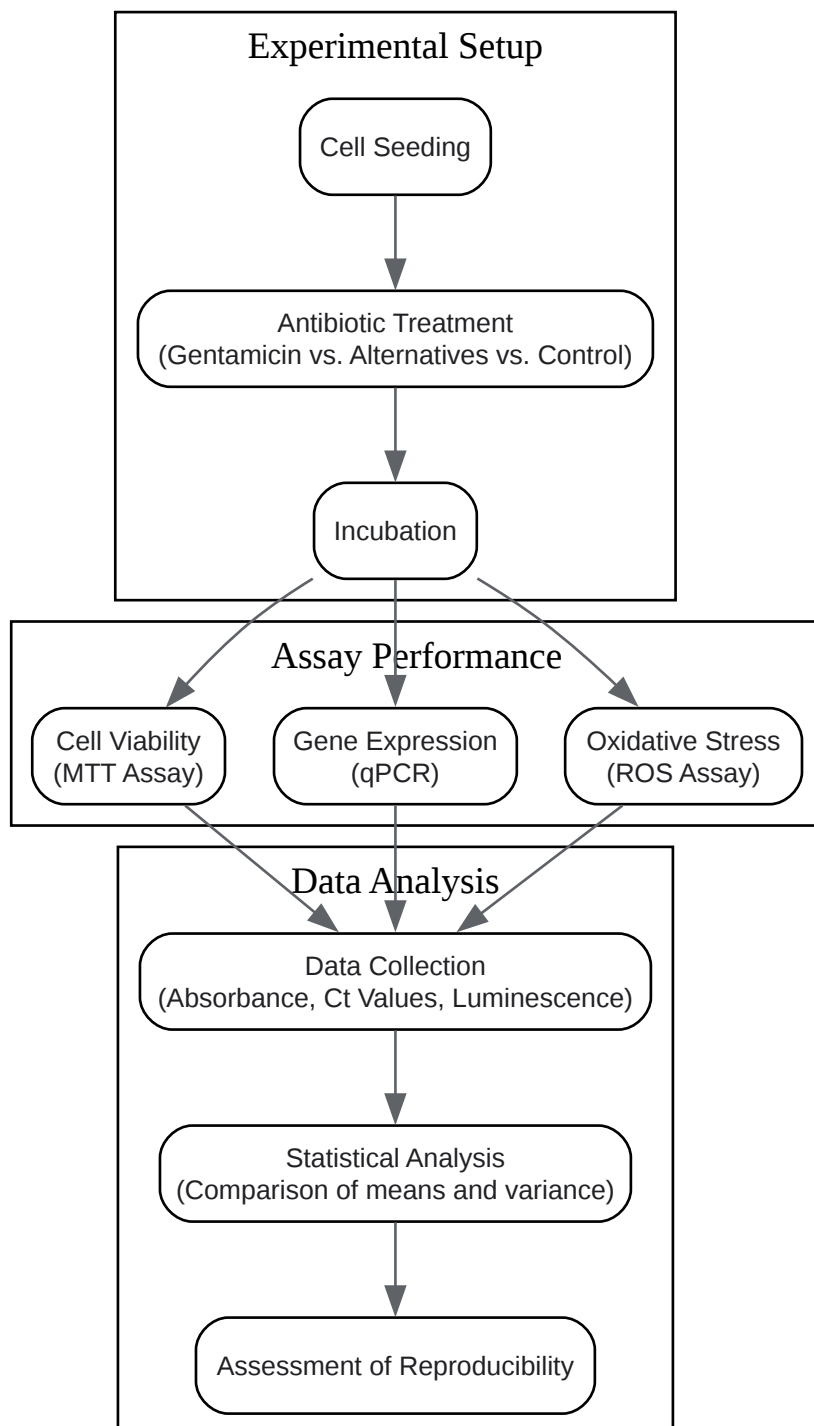 Experimental Setup
Cell Seeding
Antibiotic Treatment
(Gentamicin vs. Alternatives vs. Control)
Incubation
Assay Performance
Cell Viability
(MTT Assay)
Gene Expression
(qPCR)
Oxidative Stress
(ROS Assay)
Data Analysis
Data Collection
(Absorbance, Ct Values, Luminescence)
Statistical Analysis
(Comparison of means and variance)
Assessment of Reproducibility